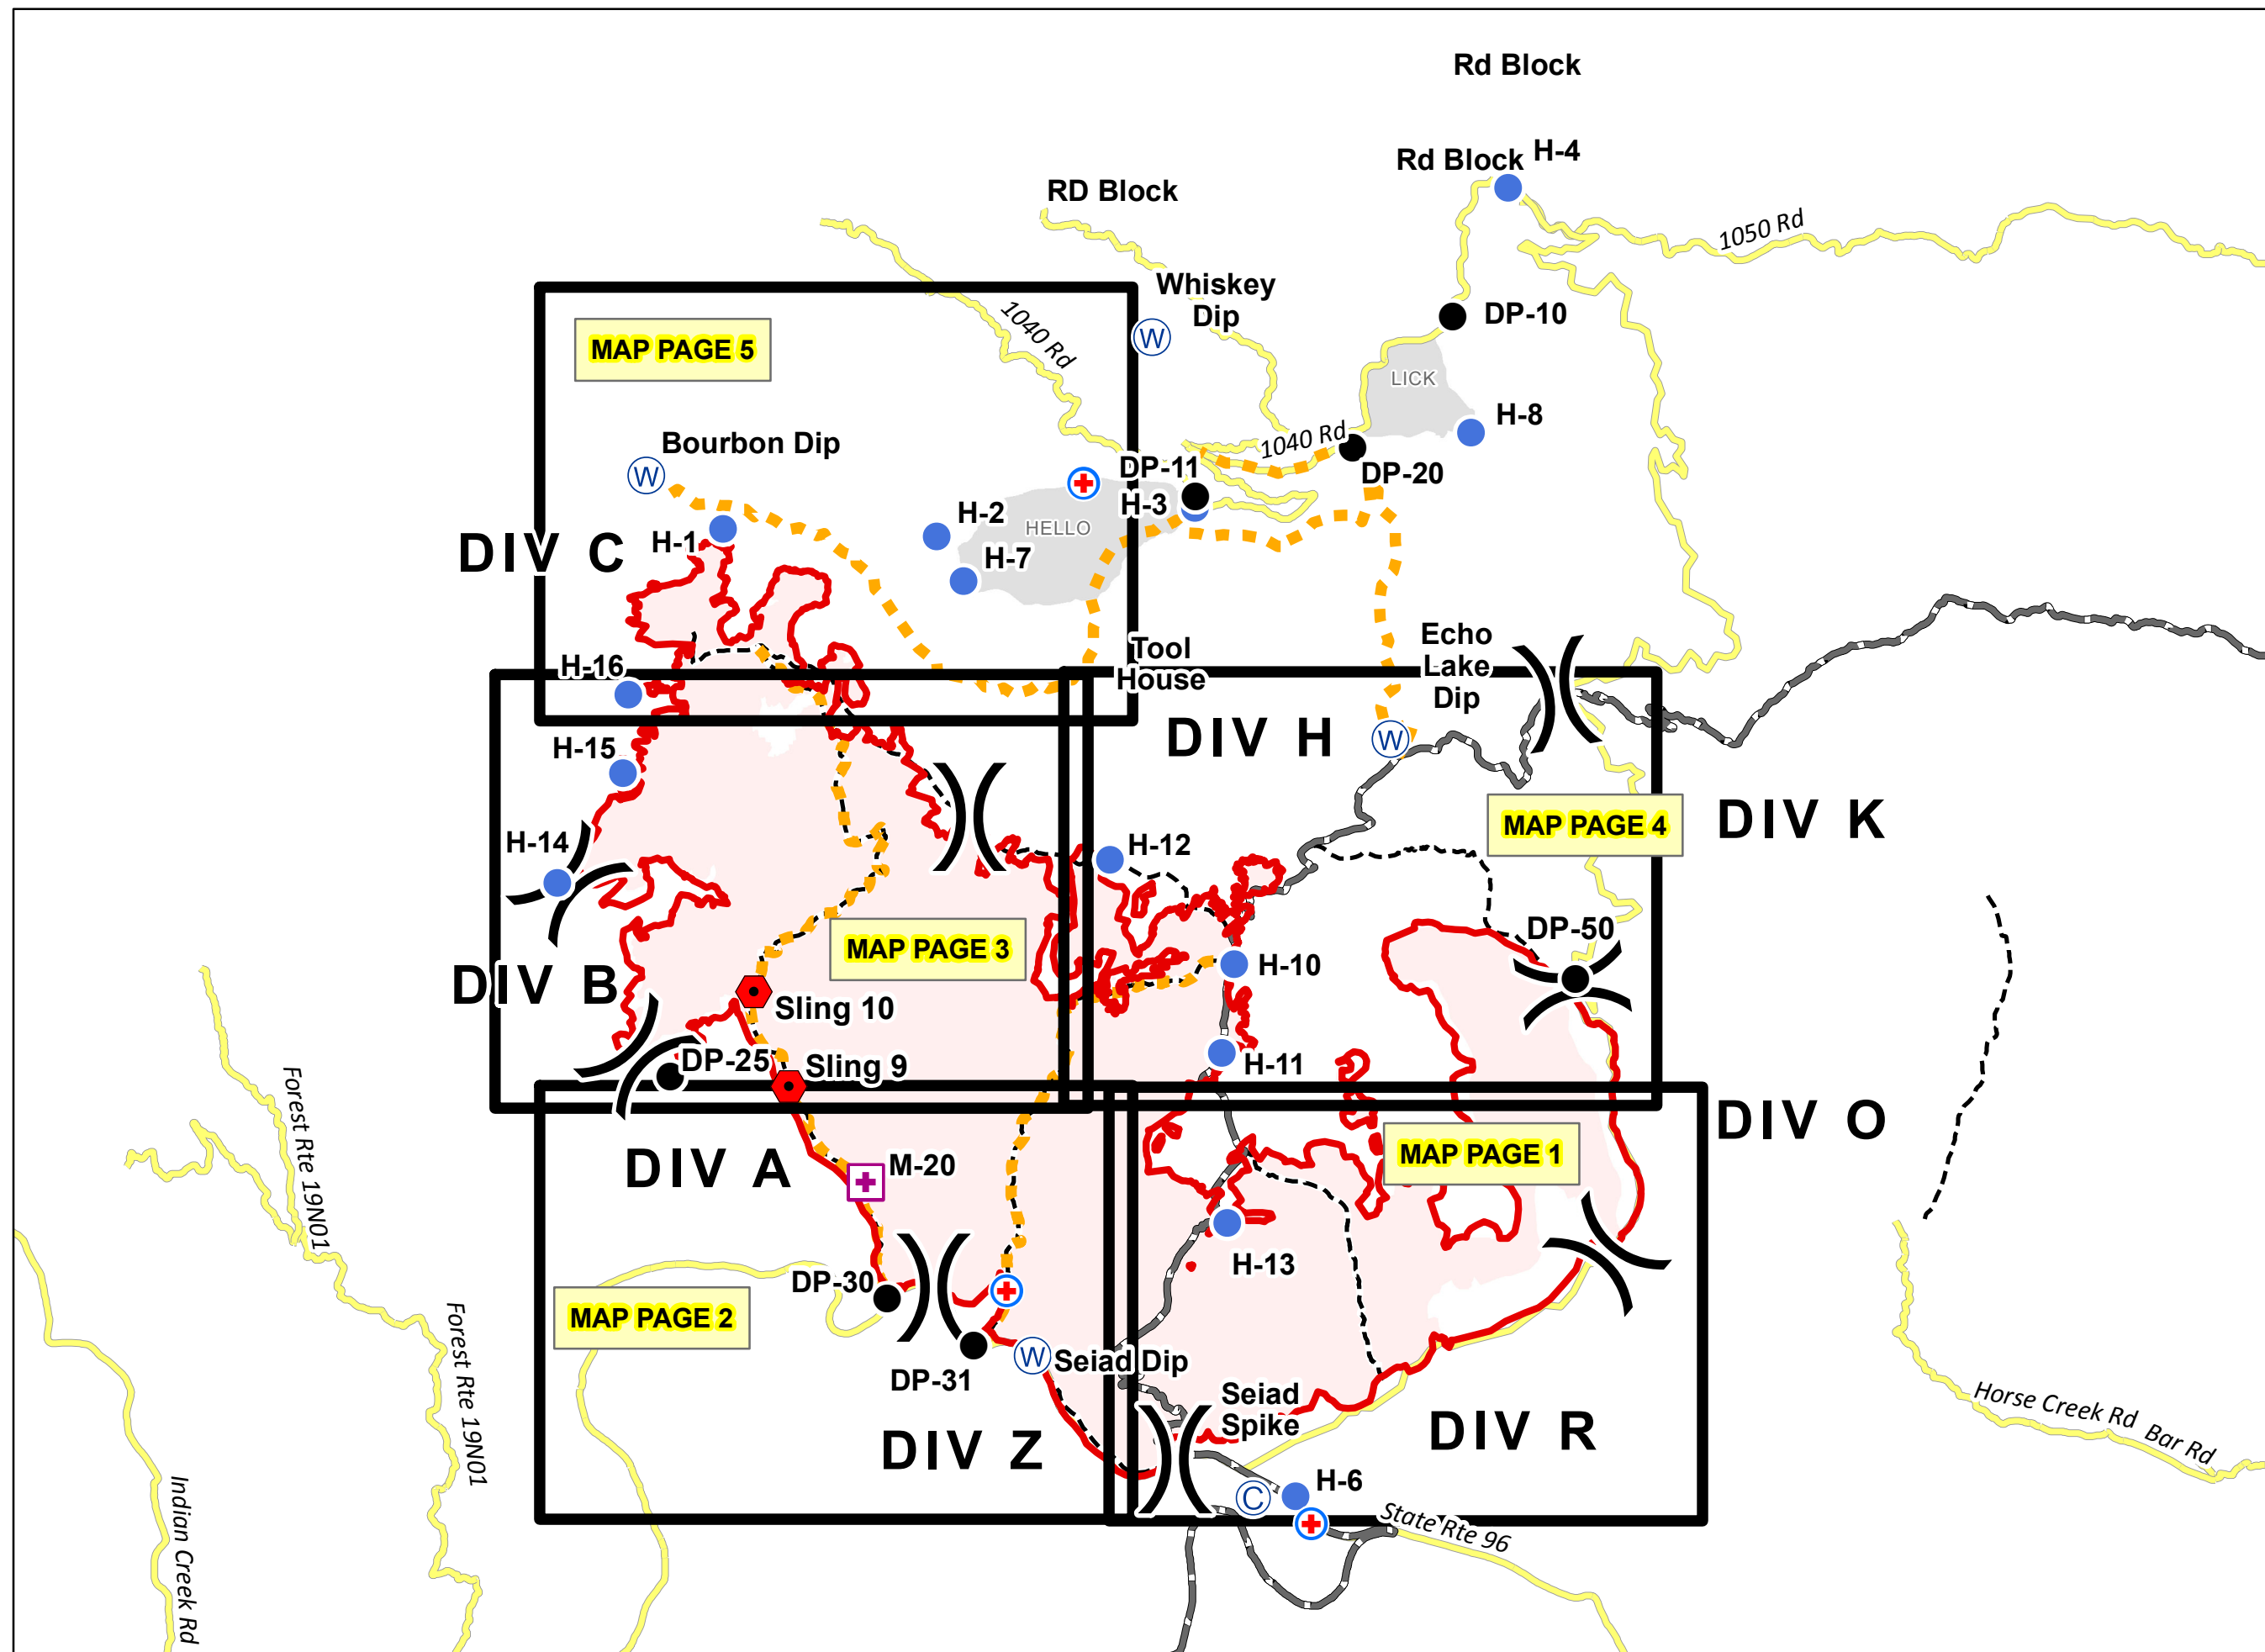 Rd Block
Rd Block
H-4
RD Block
1050 Rd
Whiskey
Dip
W
1040 Rd
DP-10
MAP PAGE 5
LICK
H-8
1040 Rd
Bourbon Dip
W
DP-11
DP-20
H-3
H-2
HELLO
H-1
DIV C
H-7
Tool
House
Echo
Lake
Dip
H-16
DIV H
W
H-15
MAP PAGE 4
DIV K
H-14
H-12
DP-50
MAP PAGE 3
H-10
DIV B
Sling 10
DP-25
Sling 9
H-11
DIV O
Forest Rte 19N01
DIV A
M-20
MAP PAGE 1
H-13
DP-30
MAP PAGE 2
Forest Rte 19N01
W
Seiad Dip
DP-31
Seiad
Spike
DIV Z
DIV R
Horse Creek Rd
Bar Rd
H-6
C
State Rte 96
Indian Creek Rd